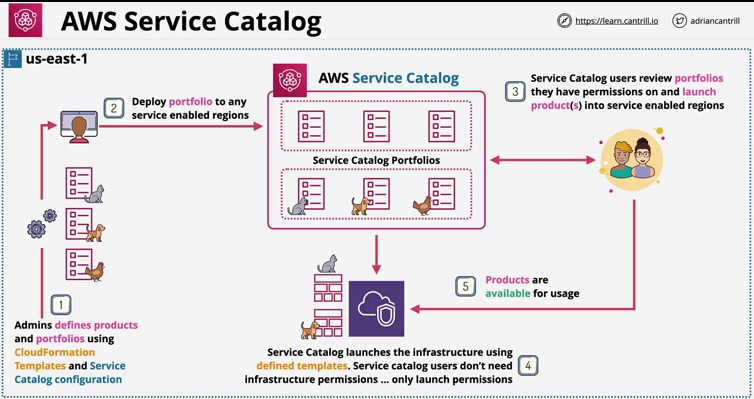 AWS Service Catalog
https://learn.cantrill.io
adriancantrill
us-east-1
2
Deploy portfolio to any
service enabled regions
AWS Service Catalog
Service Catalog Portfolios
3
Service Catalog users review portfolios
they have permissions on and launch
product(s) into service enabled regions
1
Admins defines products
and portfolios using
CloudFormation
Templates and Service
Catalog configuration
5
Products are
available for usage
Service Catalog launches the infrastructure using
defined templates. Service catalog users don't need
infrastructure permissions ... only launch permissions
4